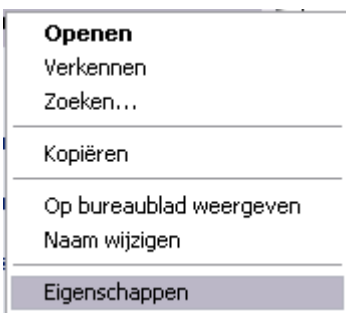 Openen
Verkennen
Zoeken...
Kopiëren
Op bureaublad weergeven
Naam wijzigen
Eigenschappen